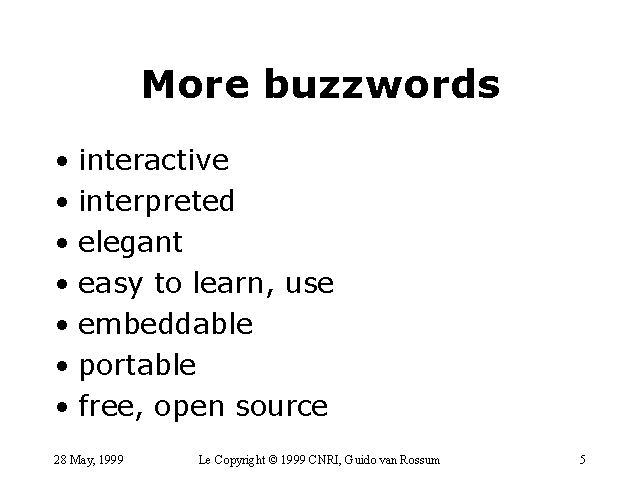 More buzzwords
• interactive
• interpreted
• elegant
• easy to learn, use
• embeddable
• portable
• free, open source
28 May, 1999 Le Copyright © 1999 CNRI, Guido van Rossum 5